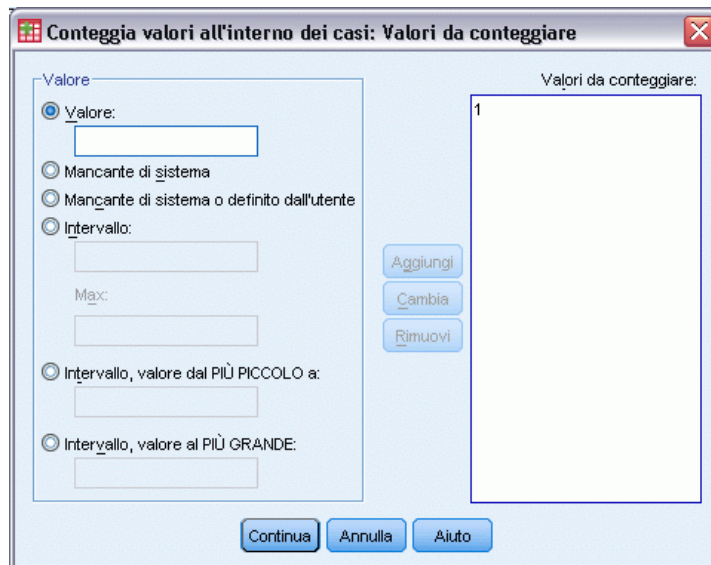 Conteggia valori all'interno dei casi: Valori da conteggiare
Valore
Valore:
Mancante di sistema
Mancante di sistema o definito dall'utente
Intervallo:
Max:
Intervallo, valore dal PIÙ PICCOLO a:
Intervallo, valore al PIÙ GRANDE:
Aggiungi
Cambia
Rimuovi
Valori da conteggiare:
1
Continua
Annulla
Aiuto